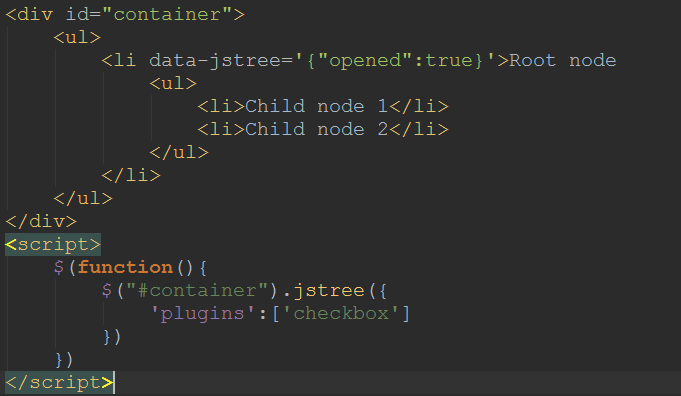 <div id="container">
    <ul>
        <li data-jstree='{"opened":true}'>Root node
            <ul>
                <li>Child node 1</li>
                <li>Child node 2</li>
            </ul>
        </li>
    </ul>
</div>
<script>
    $(function(){
        $("#container").jstree({
            'plugins':['checkbox']
        })
    })
</script>